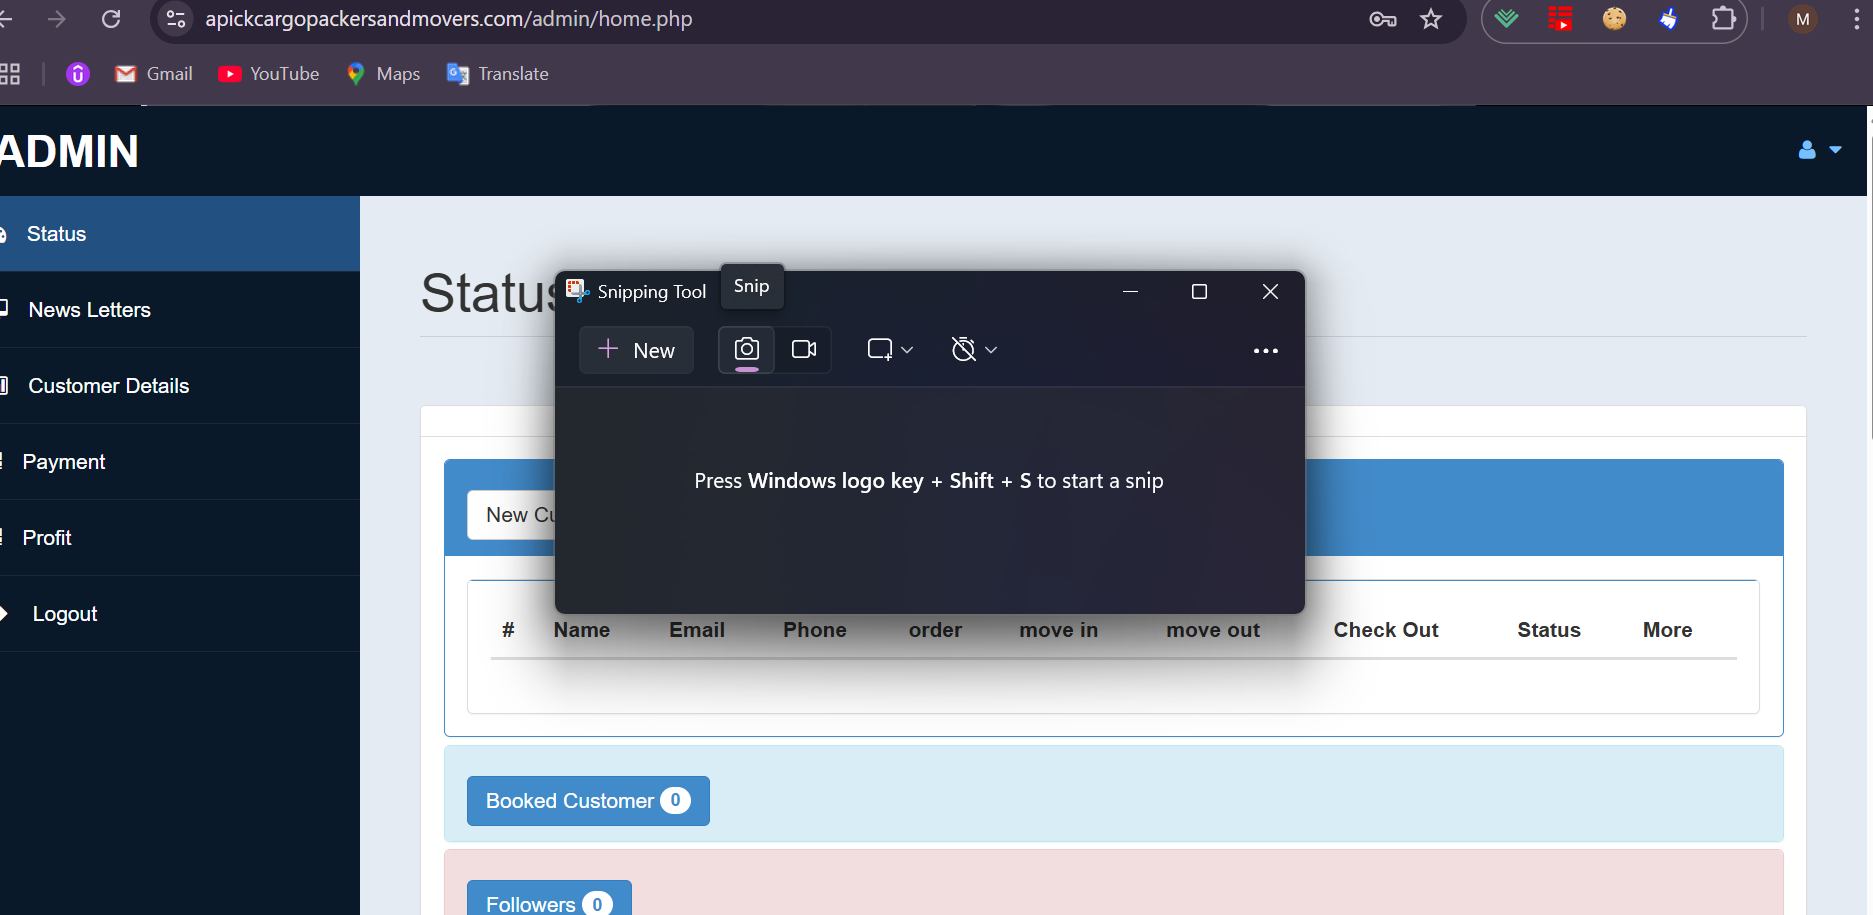 apickcargopackersandmovers.com/admin/home.php
M
Gmail
YouTube
Maps
Translate
ADMIN
Status
News Letters
Customer Details
Payment
Profit
Logout
Status
Snipping Tool
Snip
New
Press Windows logo key + Shift + S to start a snip
New Cu
# Name Email Phone order move in move out Check Out Status More
Booked Customer 0
Followers 0